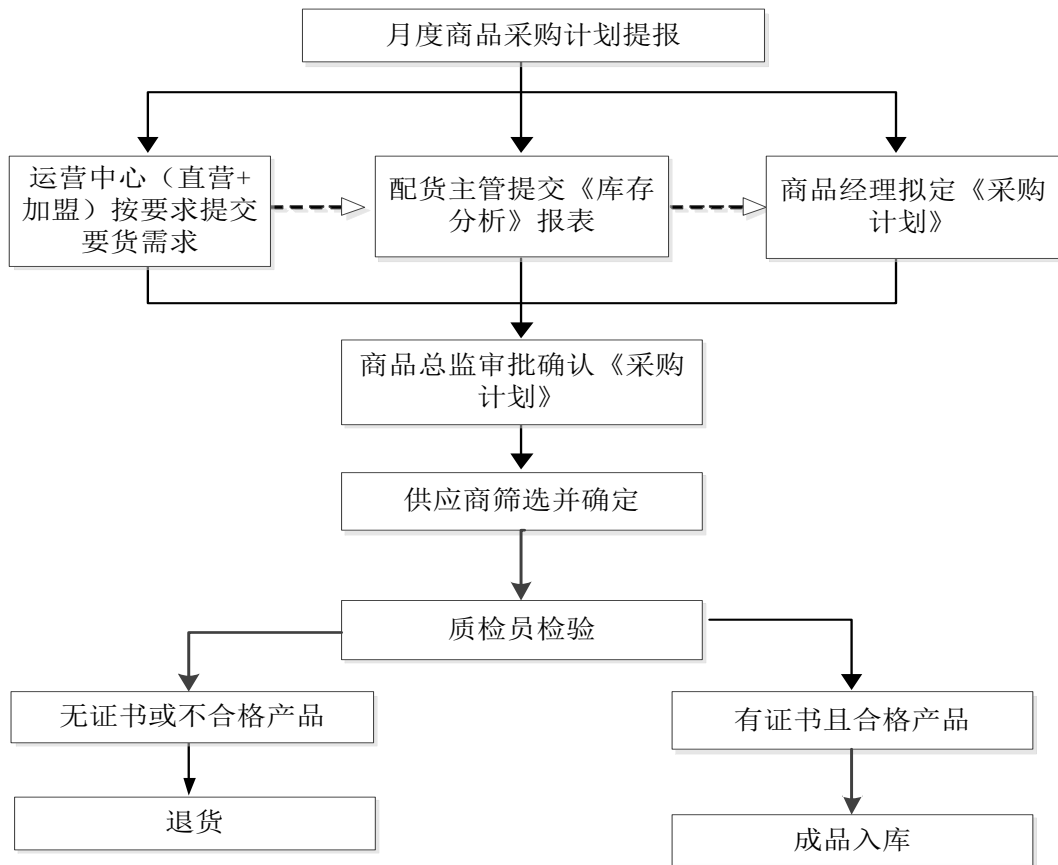 月度商品采购计划提报
运营中心（直营+
加盟）按要求提交
要货需求
配货主管提交《库存
分析》报表
商品经理拟定《采购
计划》
商品总监审批确认《采购
计划》
供应商筛选并确定
质检员检验
无证书或不合格产品
有证书且合格产品
退货
成品入库